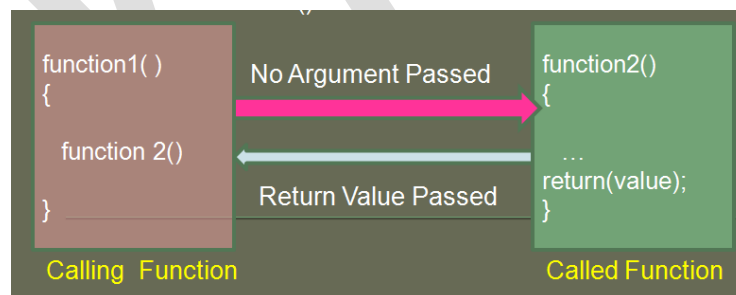 function1( )
{
function 2()
}
No Argument Passed
Return Value Passed
function2()
{
...
return(value);
}
Calling Function
Called Function